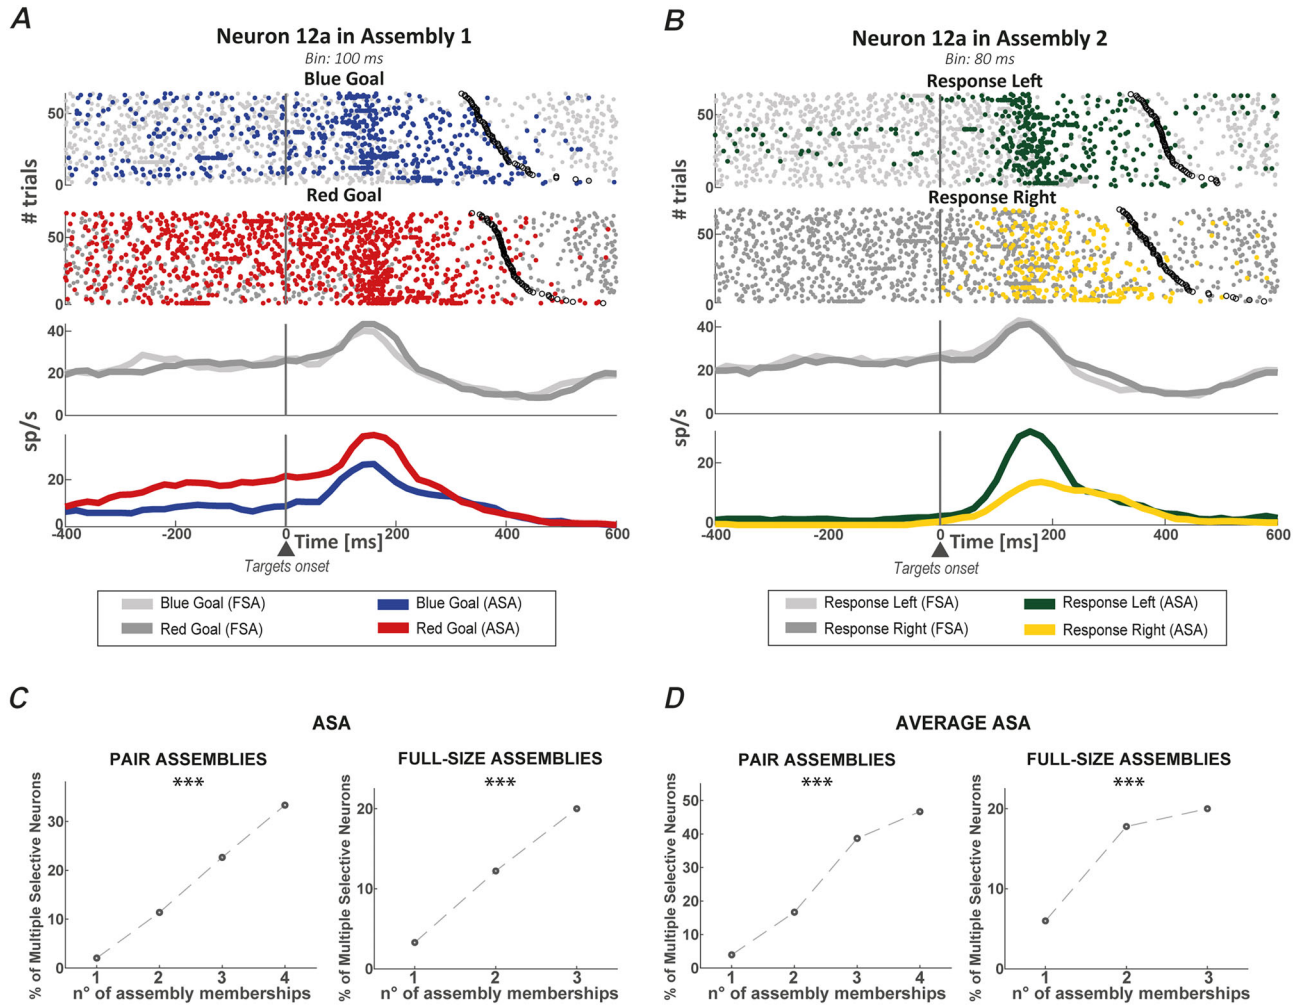 A
Neuron 12a in Assembly 1
Bin: 100 ms
Blue Goal
50
0
# trials
Red Goal
50
0
40
20
0
sp/s
20
0
-400 -200 0 200 400 600
Time [ms]
Targets onset
Blue Goal (FSA) Blue Goal (ASA)
Red Goal (FSA) Red Goal (ASA)
B
Neuron 12a in Assembly 2
Bin: 80 ms
Response Left
50
0
# trials
Response Right
50
0
40
20
0
sp/s
20
0
-400 -200 0 200 400 600
Time [ms]
Targets onset
Response Left (FSA) Response Left (ASA)
Response Right (FSA) Response Right (ASA)
C
ASA
PAIR ASSEMBLIES
***
% of Multiple Selective Neurons
30
20
10
0
1 2 3 4
n° of assembly memberships
FULL-SIZE ASSEMBLIES
***
% of Multiple Selective Neurons
20
10
0
1 2 3
n° of assembly memberships
D
AVERAGE ASA
PAIR ASSEMBLIES
***
% of Multiple Selective Neurons
50
40
30
20
10
0
1 2 3 4
n° of assembly memberships
FULL-SIZE ASSEMBLIES
***
% of Multiple Selective Neurons
20
10
0
1 2 3
n° of assembly memberships